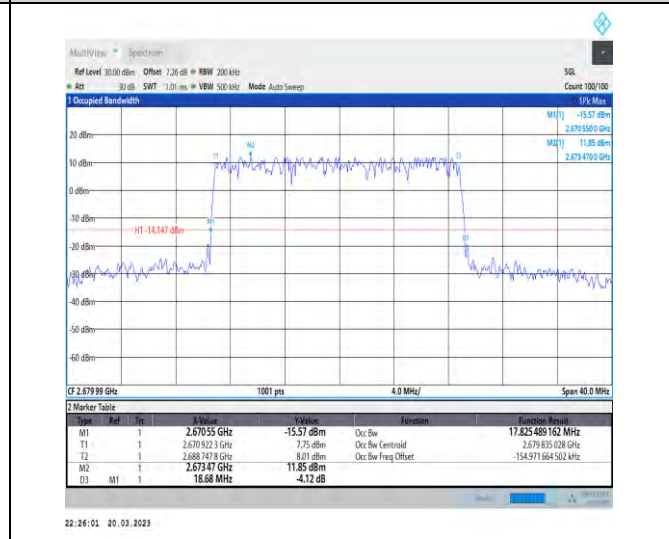 MultiView Spectrum
Ref Level 30.00 dBm Offset 7.26 dB RBW 200 kHz SGL
Att 30 dB SWT 1.01 ms VBW 500 kHz Mode Auto Sweep Count 100/100
1 Occupied Bandwidth 1Pk Max
M1[1] -15.57 dBm
2.670 5500 GHz
M2[1] 11.85 dBm
2.673 4700 GHz
20 dBm
M2
T1
10 dBm
0 dBm
-10 dBm
H1 -14.147 dBm
-20 dBm
-30 dBm
-40 dBm
-50 dBm
-60 dBm
CF 2.679 99 GHz 1001 pts 4.0 MHz/ Span 40.0 MHz
2 Marker Table
Type Ref Trc X-Value Y-Value Function Function Result
M1 1 2.67055 GHz -15.57 dBm Occ Bw 17.825 489 162 MHz
T1 1 2.670 922 3 GHz 7.75 dBm Occ Bw Centroid 2.679 835 028 GHz
T2 1 2.688 747 8 GHz 8.01 dBm Occ Bw Freq Offset -154.971 664 502 kHz
M2 1 2.67347 GHz 11.85 dBm
D3 M1 1 18.68 MHz -4.12 dB
22:26:01 20.03.2023